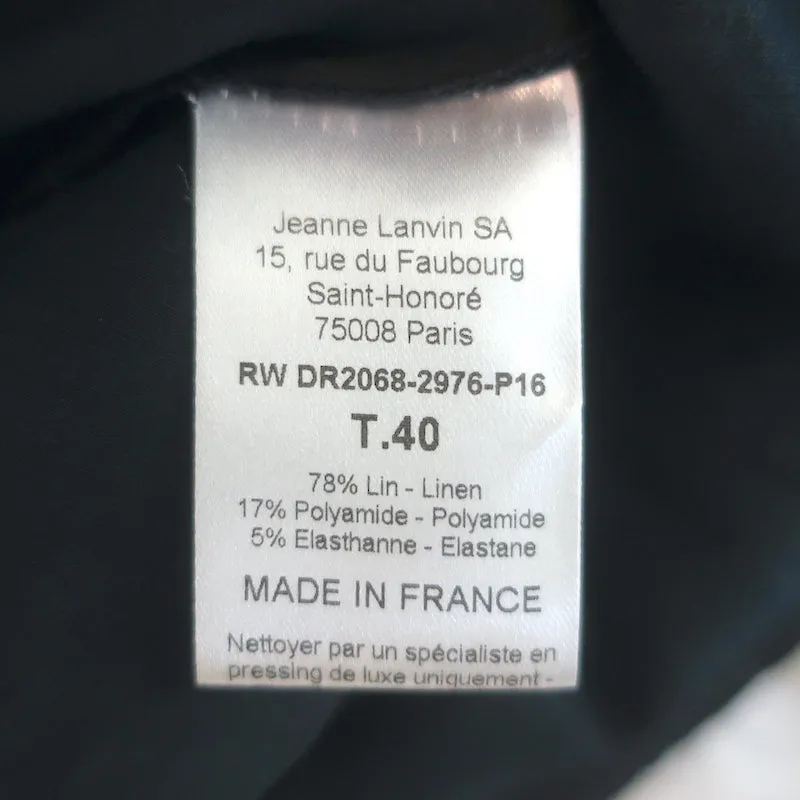 Jeanne Lanvin SA
15, rue du Faubourg
Saint-Honoré
75008 Paris
RW DR2068-2976-P16
T.40
78% Lin - Linen
17% Polyamide - Polyamide
5% Elasthanne - Elastane
MADE IN FRANCE
Nettoyer par un spécialiste en
pressing de luxe uniquement -